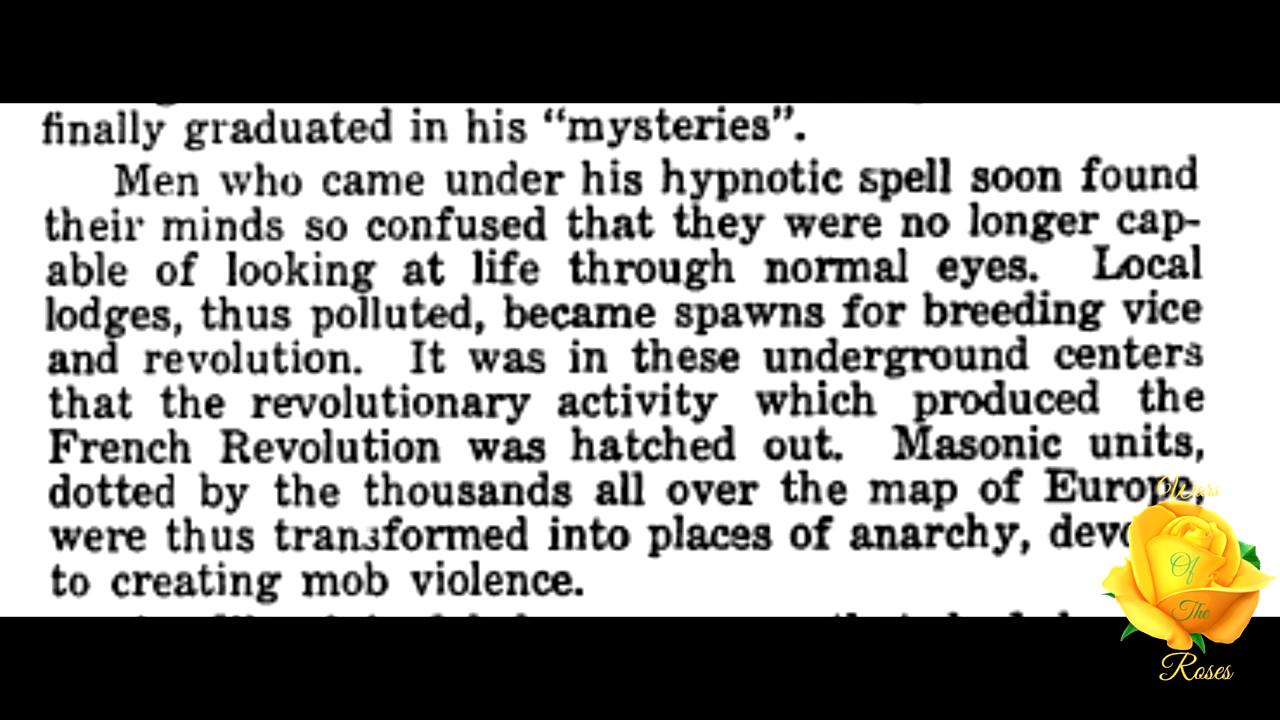 finally graduated in his “mysteries”.
Men who came under his hypnotic spell soon found
their minds so confused that they were no longer cap-
able of looking at life through normal eyes. Local
lodges, thus polluted, became spawns for breeding vice
and revolution. It was in these underground centers
that the revolutionary activity which produced the
French Revolution was hatched out. Masonic units,
dotted by the thousands all over the map of Europe,
were thus transformed into places of anarchy,
to creating mob violence.
Wars
Of
The
Roses